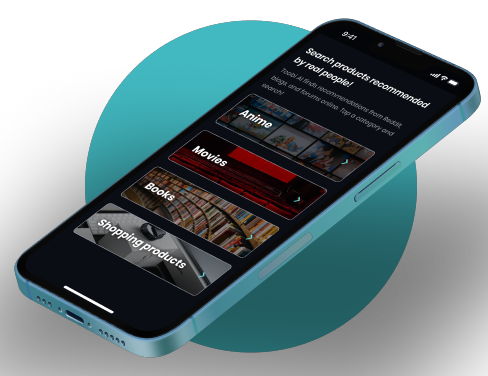 9:41
Search products recommended
by real people!
Toabi AI finds recommendations from Reddit,
blogs, and forums online. Tap a category and
search!
Anime
Movies
Books
Shopping products